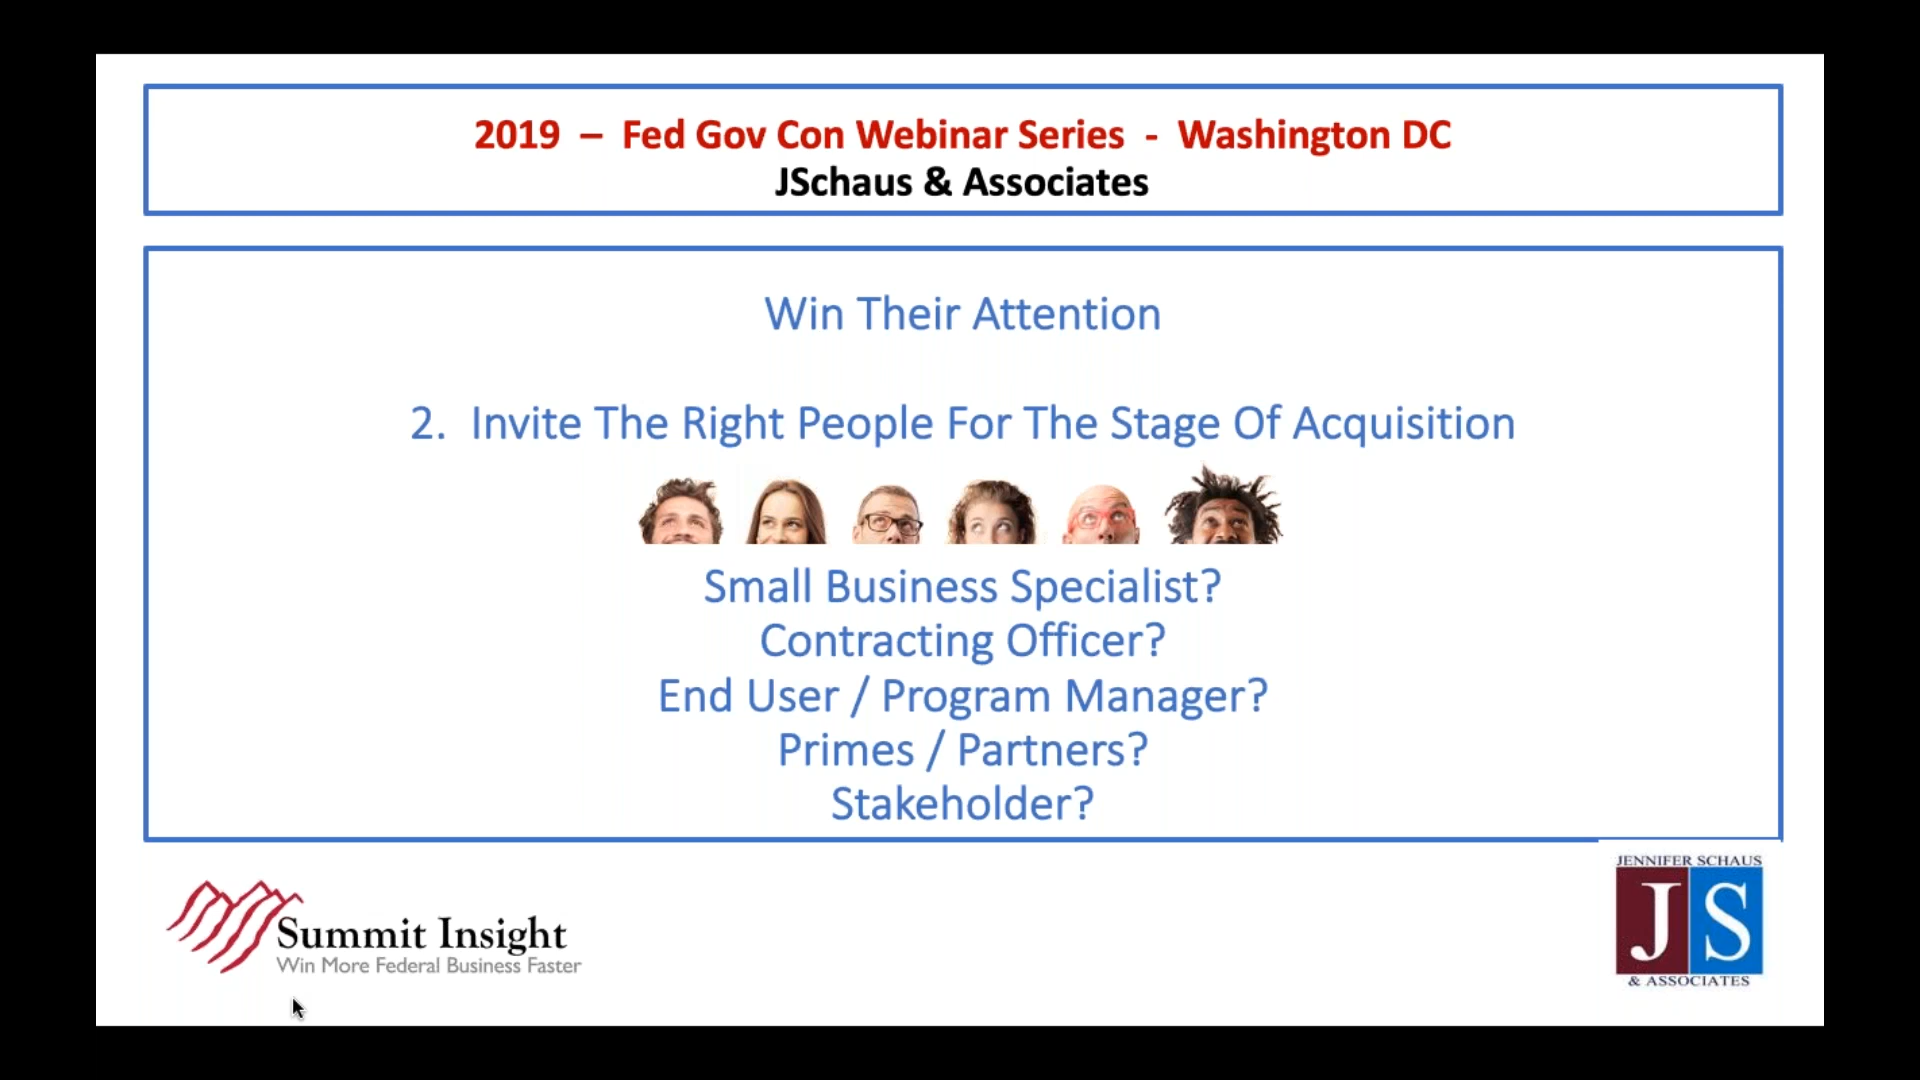 2019 – Fed Gov Con Webinar Series - Washington DC
JSchaus & Associates
Win Their Attention
2. Invite The Right People For The Stage Of Acquisition
Small Business Specialist?
Contracting Officer?
End User / Program Manager?
Primes / Partners?
Stakeholder?
Summit Insight
Win More Federal Business Faster
JENNIFER SCHAUS
JS
& ASSOCIATES